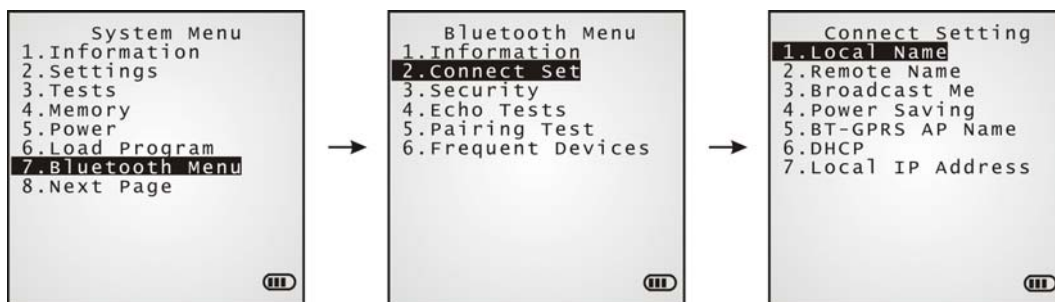 System Menu
1.Information
2.Settings
3.Tests
4.Memory
5.Power
6.Load Program
7.Bluetooth Menu
8.Next Page
Bluetooth Menu
1.Information
2.Connect Set
3.Security
4.Echo Tests
5.Pairing Test
6.Frequent Devices
Connect Setting
1.Local Name
2.Remote Name
3.Broadcast Me
4.Power Saving
5.BT-GPRS AP Name
6.DHCP
7.Local IP Address